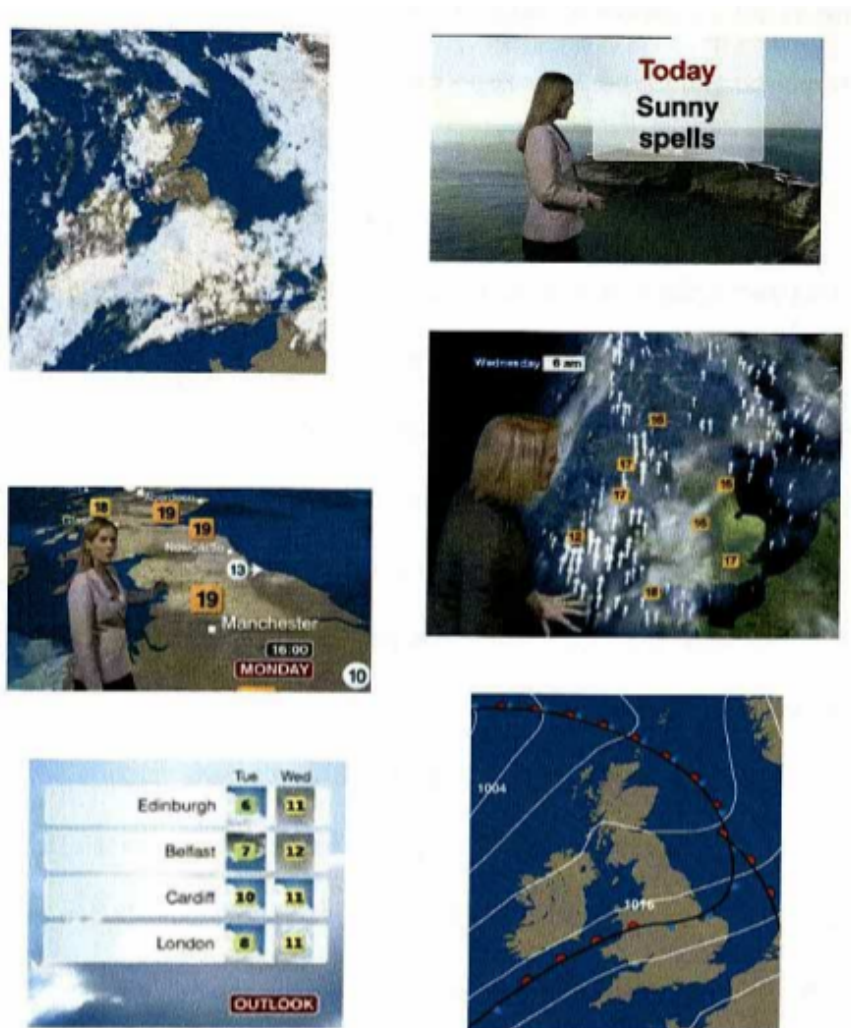 Today
Sunny
spells
Wednesday 6 am
16
17
17
16
16
12
17
18
Aberdeen
18
19
19
Newcastle
13
19
Manchester
16:00
MONDAY
10
Tue Wed
Edinburgh 6 11
Belfast 7 12
Cardiff 10 11
London 8 11
OUTLOOK
1004
1016